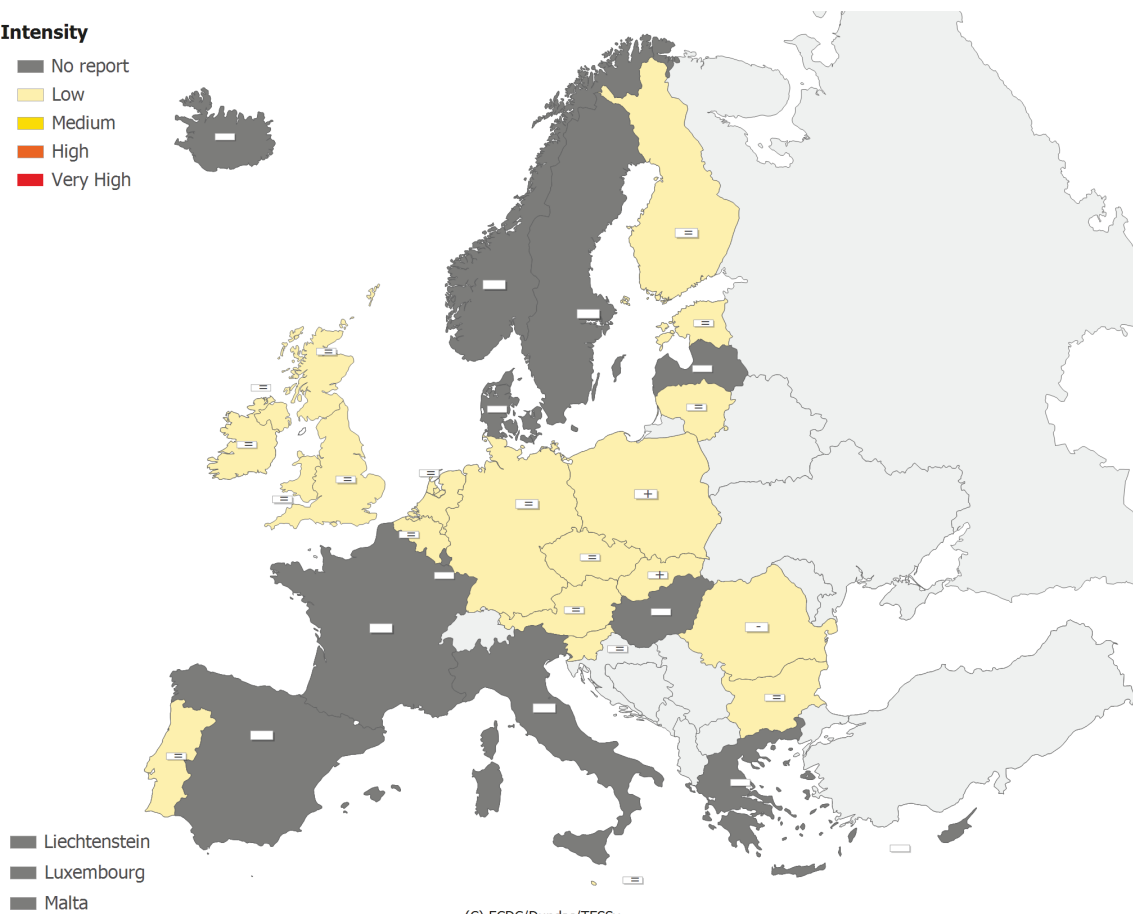 Intensity
No report
Low
Medium
High
Very High
=
=
=
=
=
=
=
=
=
+
=
=
=
+
=
=
-
=
=
=
Liechtenstein
Luxembourg
Malta